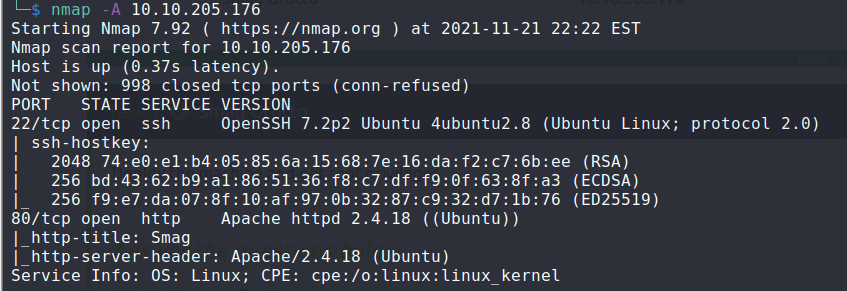 └─$ nmap -A 10.10.205.176
Starting Nmap 7.92 ( https://nmap.org ) at 2021-11-21 22:22 EST
Nmap scan report for 10.10.205.176
Host is up (0.37s latency).
Not shown: 998 closed tcp ports (conn-refused)
PORT   STATE SERVICE VERSION
22/tcp open  ssh     OpenSSH 7.2p2 Ubuntu 4ubuntu2.8 (Ubuntu Linux; protocol 2.0)
| ssh-hostkey:
|   2048 74:e0:e1:b4:05:85:6a:15:68:7e:16:da:f2:c7:6b:ee (RSA)
|   256 bd:43:62:b9:a1:86:51:36:f8:c7:df:f9:0f:63:8f:a3 (ECDSA)
|_  256 f9:e7:da:07:8f:10:af:97:0b:32:87:c9:32:d7:1b:76 (ED25519)
80/tcp open  http    Apache httpd 2.4.18 ((Ubuntu))
|_http-title: Smag
|_http-server-header: Apache/2.4.18 (Ubuntu)
Service Info: OS: Linux; CPE: cpe:/o:linux:linux_kernel